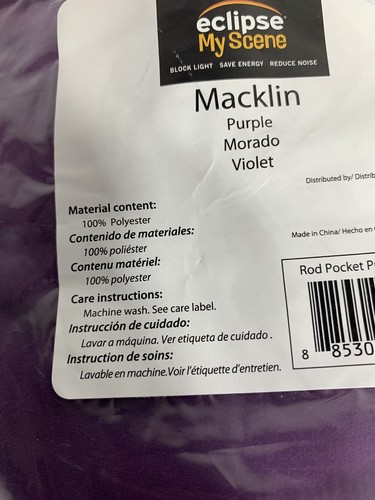 eclipse
My Scene
BLOCK LIGHT SAVE ENERGY REDUCE NOISE
Macklin
Purple
Morado
Violet
Distributed by/ Distrib
Material content:
100% Polyester
Contenido de materiales:
100% poliéster
Contenu matériel:
100% polyester
Made in China/ Hecho en
Care instructions:
Machine wash. See care label.
Instrucción de cuidado:
Lavar a máquina. Ver etiqueta de cuidado .
Instruction de soins:
Lavable en machine.Voir l'étiquette d'entretien.
Rod Pocket
8 8530